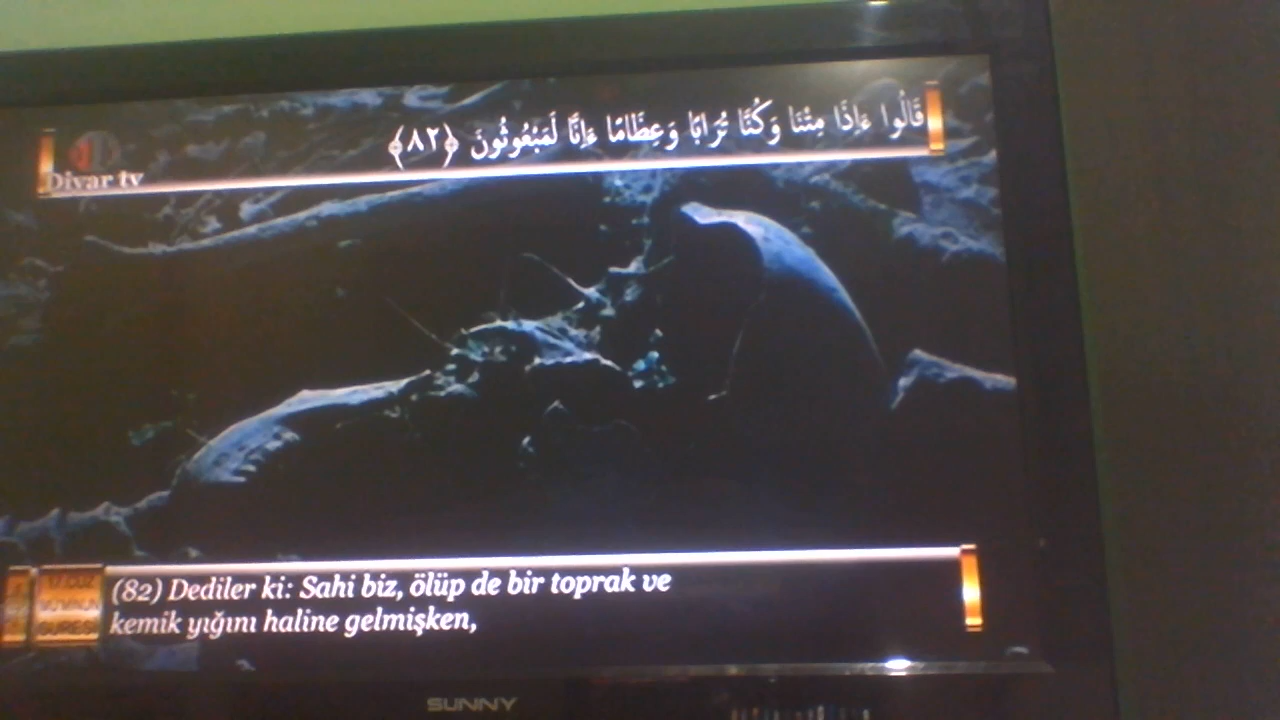 قَالُوا ءَاِذَا مِتْنَا وَكُنَّا تُرَابًا وَعِظَامًا ءَاِنَّا لَمَبْعُوثُونَ ﴿٨٢﴾
Divar tv
(82) Dediler ki: Sahi biz, ölüp de bir toprak ve
kemik yığını haline gelmişken,
SURESİ
SUNNY